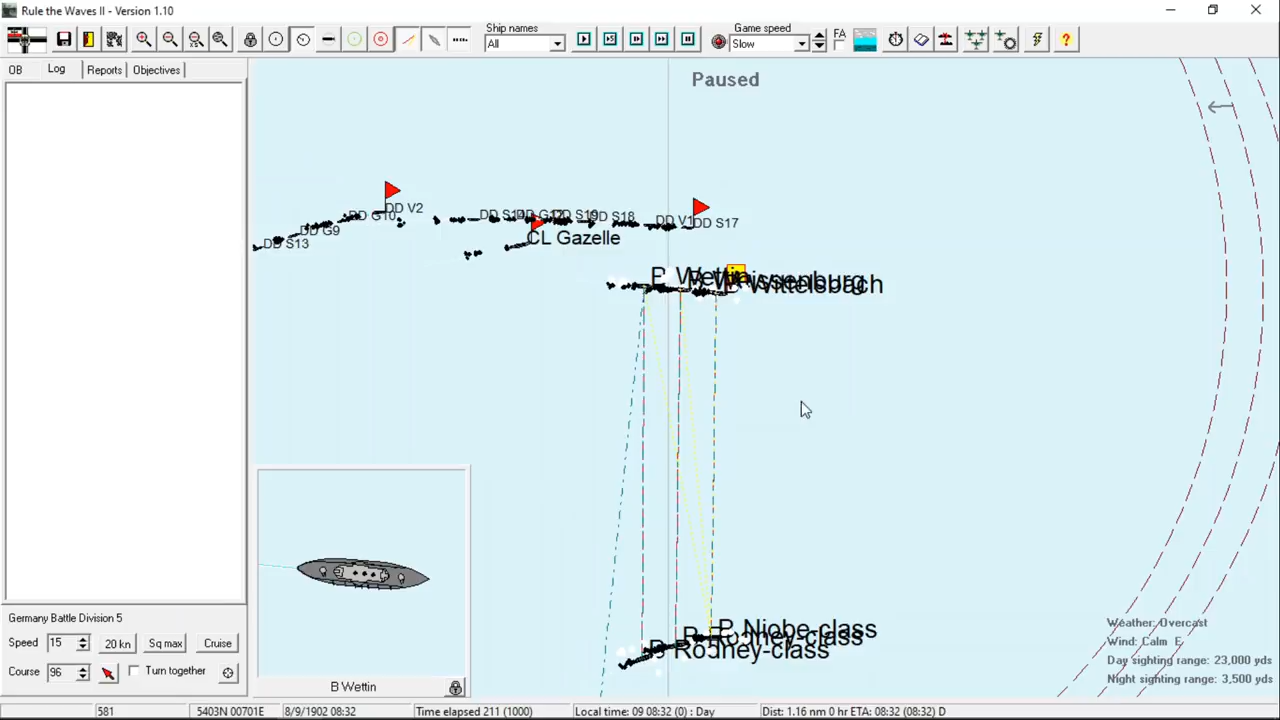 Rule the Waves II - Version 1.10
Ship names
All
Game speed
Slow
FA
OB
Log
Reports
Objectives
Paused
DD V2
DD G10
DD G9
DD S13
DD S18
DD V1
DD S17
CL Gazelle
B Wettin
B Wittelsbach
Niobe-class
Rodney-class
Rodney-class
Weather: Overcast
Wind: Calm E
Day sighting range: 23,000 yds
Night sighting range: 3,500 yds
Germany Battle Division 5
Speed 15 20 kn Sq max Cruise
Course 96 Turn together
B Wettin
581 5403N 00701E 8/9/1902 08:32 Time elapsed 211 (1000) Local time: 09 08:32 (0) : Day Dist: 1.16 nm 0 hr ETA: 08:32 (08:32) D